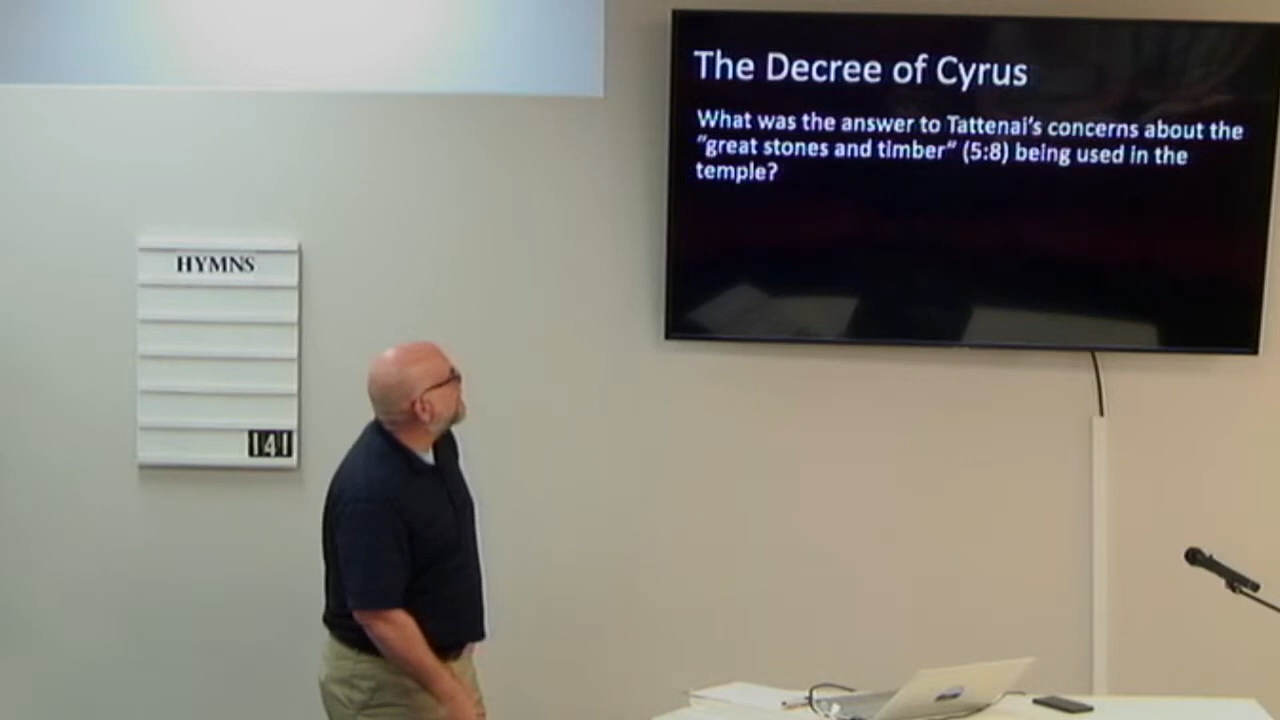 The Decree of Cyrus
What was the answer to Tattenai's concerns about the
"great stones and timber" (5:8) being used in the
temple?
HYMNS
141